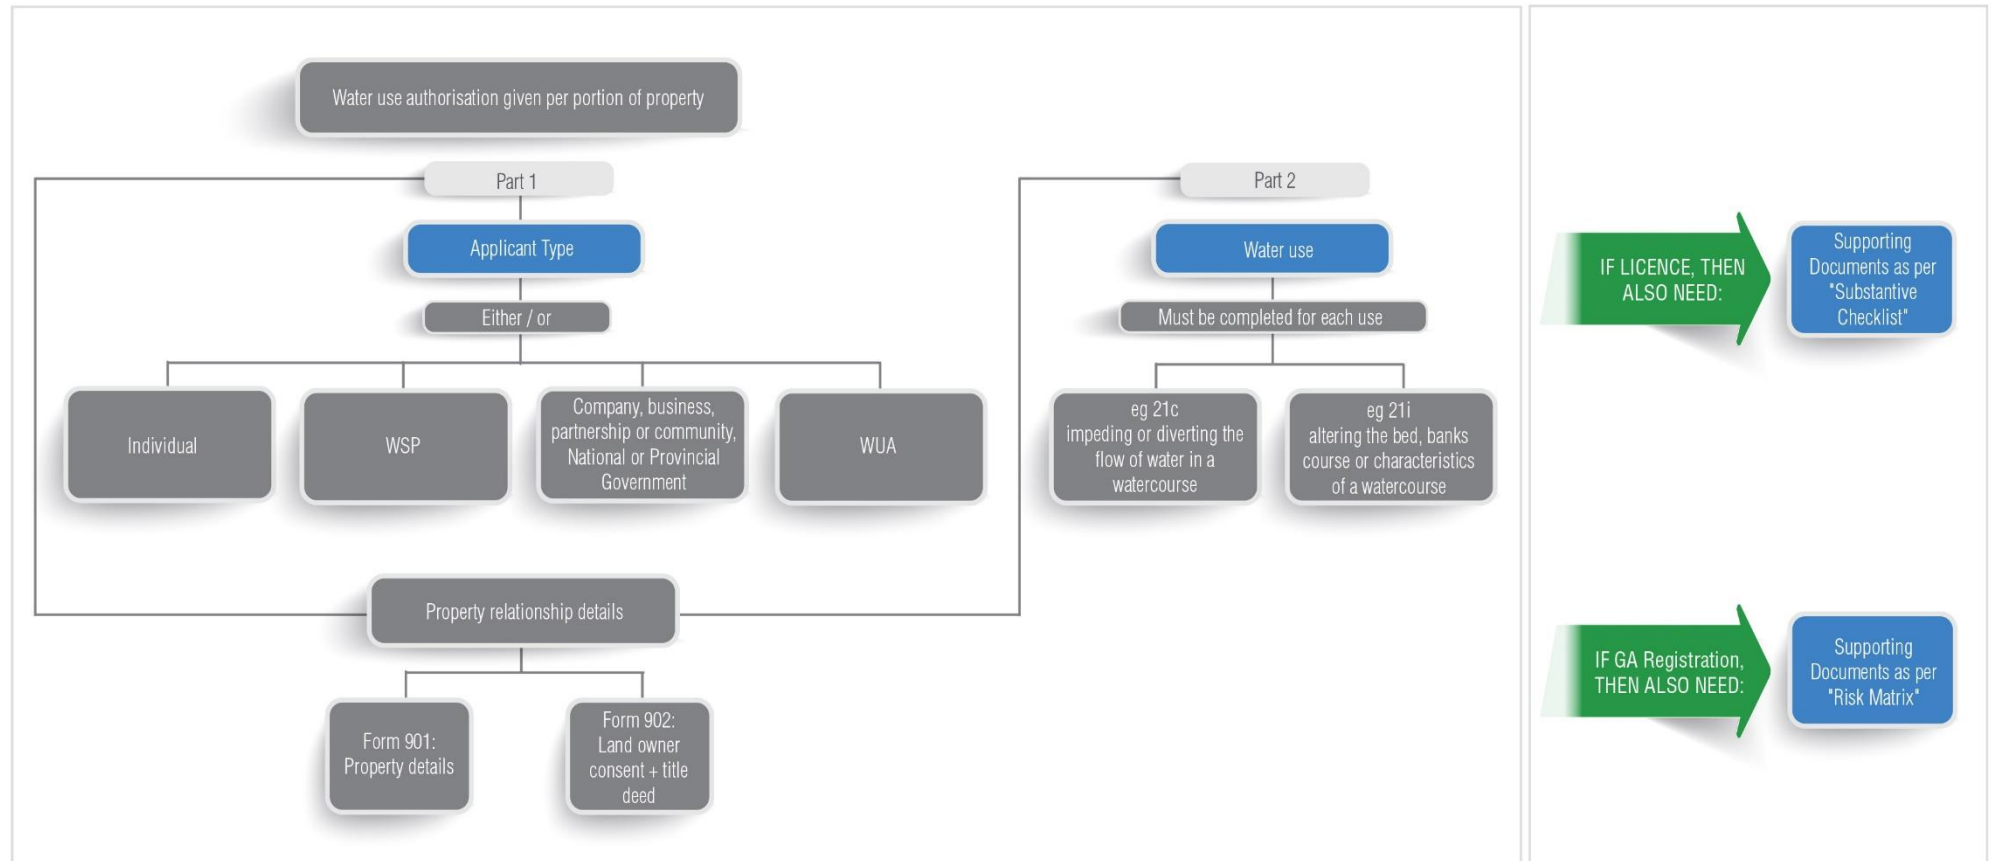 Water use authorisation given per portion of property
Part 1
Applicant Type
Either / or
Individual
WSP
Company, business,
partnership or community,
National or Provincial
Government
WUA
Part 2
Water use
Must be completed for each use
eg 21c
impeding or diverting the
flow of water in a
watercourse
eg 21i
altering the bed, banks
course or characteristics
of a watercourse
Property relationship details
Form 901:
Property details
Form 902:
Land owner
consent + title
deed
IF LICENCE, THEN
ALSO NEED:
Supporting
Documents as per
"Substantive
Checklist"
IF GA Registration,
THEN ALSO NEED:
Supporting
Documents as per
"Risk Matrix"